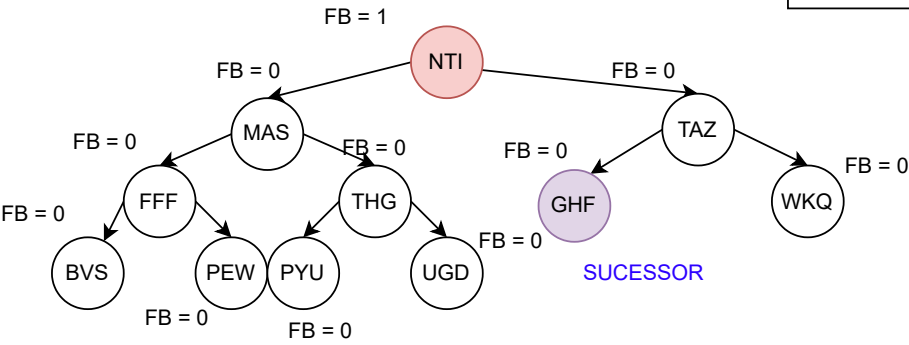 FB = 1
NTI
FB = 0
FB = 0
MAS
TAZ
FB = 0
FB = 0
FB = 0
FB = 0
FFF
THG
GHF
WKQ
FB = 0
FB = 0
BVS
PEW
PYU
UGD
SUCESSOR
FB = 0
FB = 0